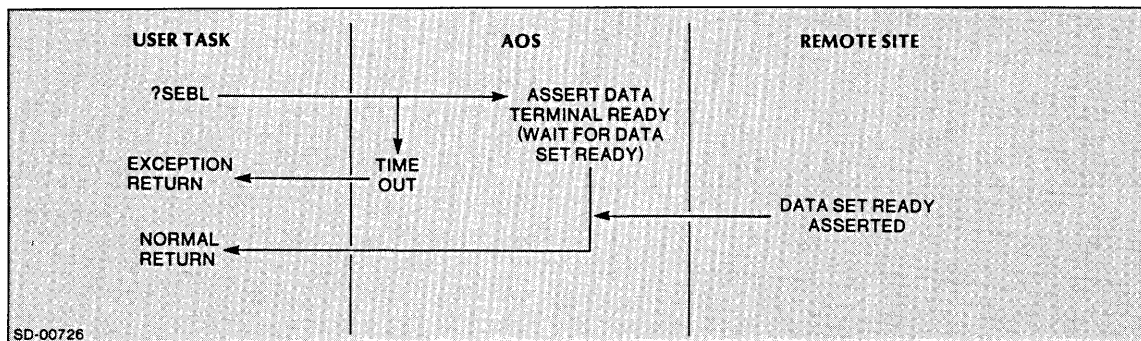 USER TASK
AOS
REMOTE SITE
?SEBL
ASSERT DATA
TERMINAL READY
(WAIT FOR DATA
SET READY)
EXCEPTION
RETURN
TIME
OUT
DATA SET READY
ASSERTED
NORMAL
RETURN
SD-00726